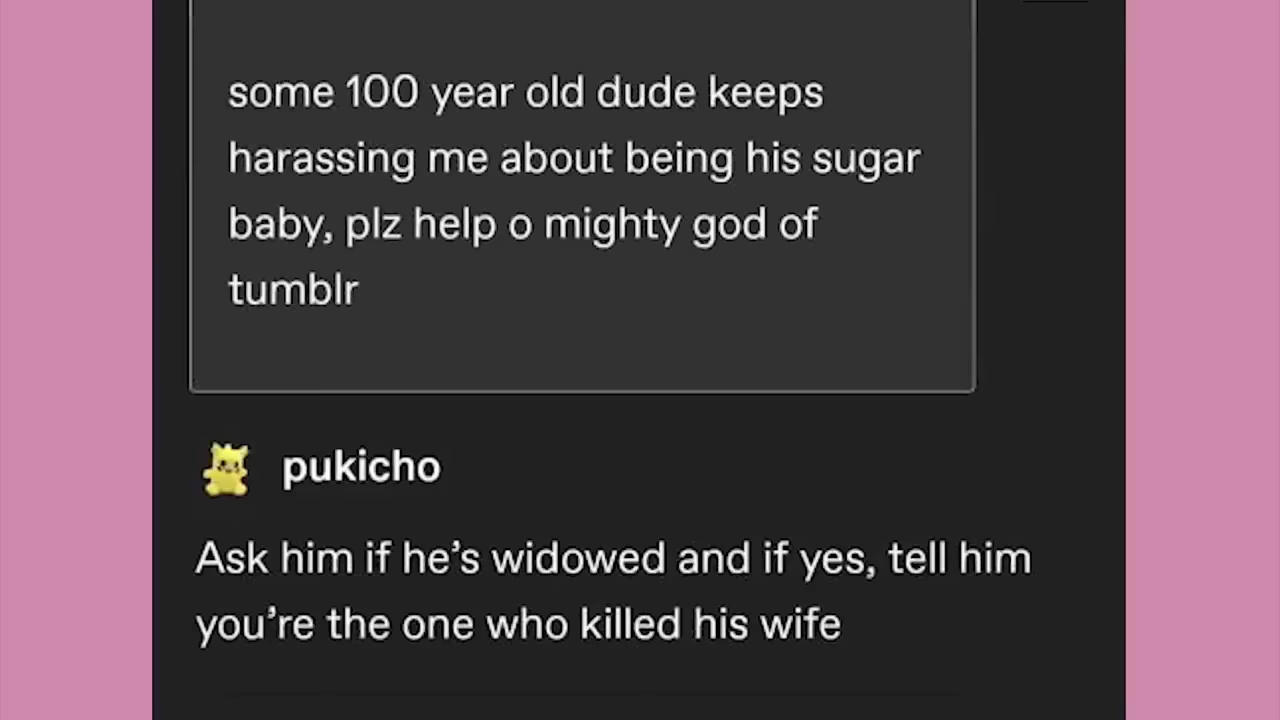 some 100 year old dude keeps
harassing me about being his sugar
baby, plz help o mighty god of
tumblr
pukicho
Ask him if he’s widowed and if yes, tell him
you’re the one who killed his wife